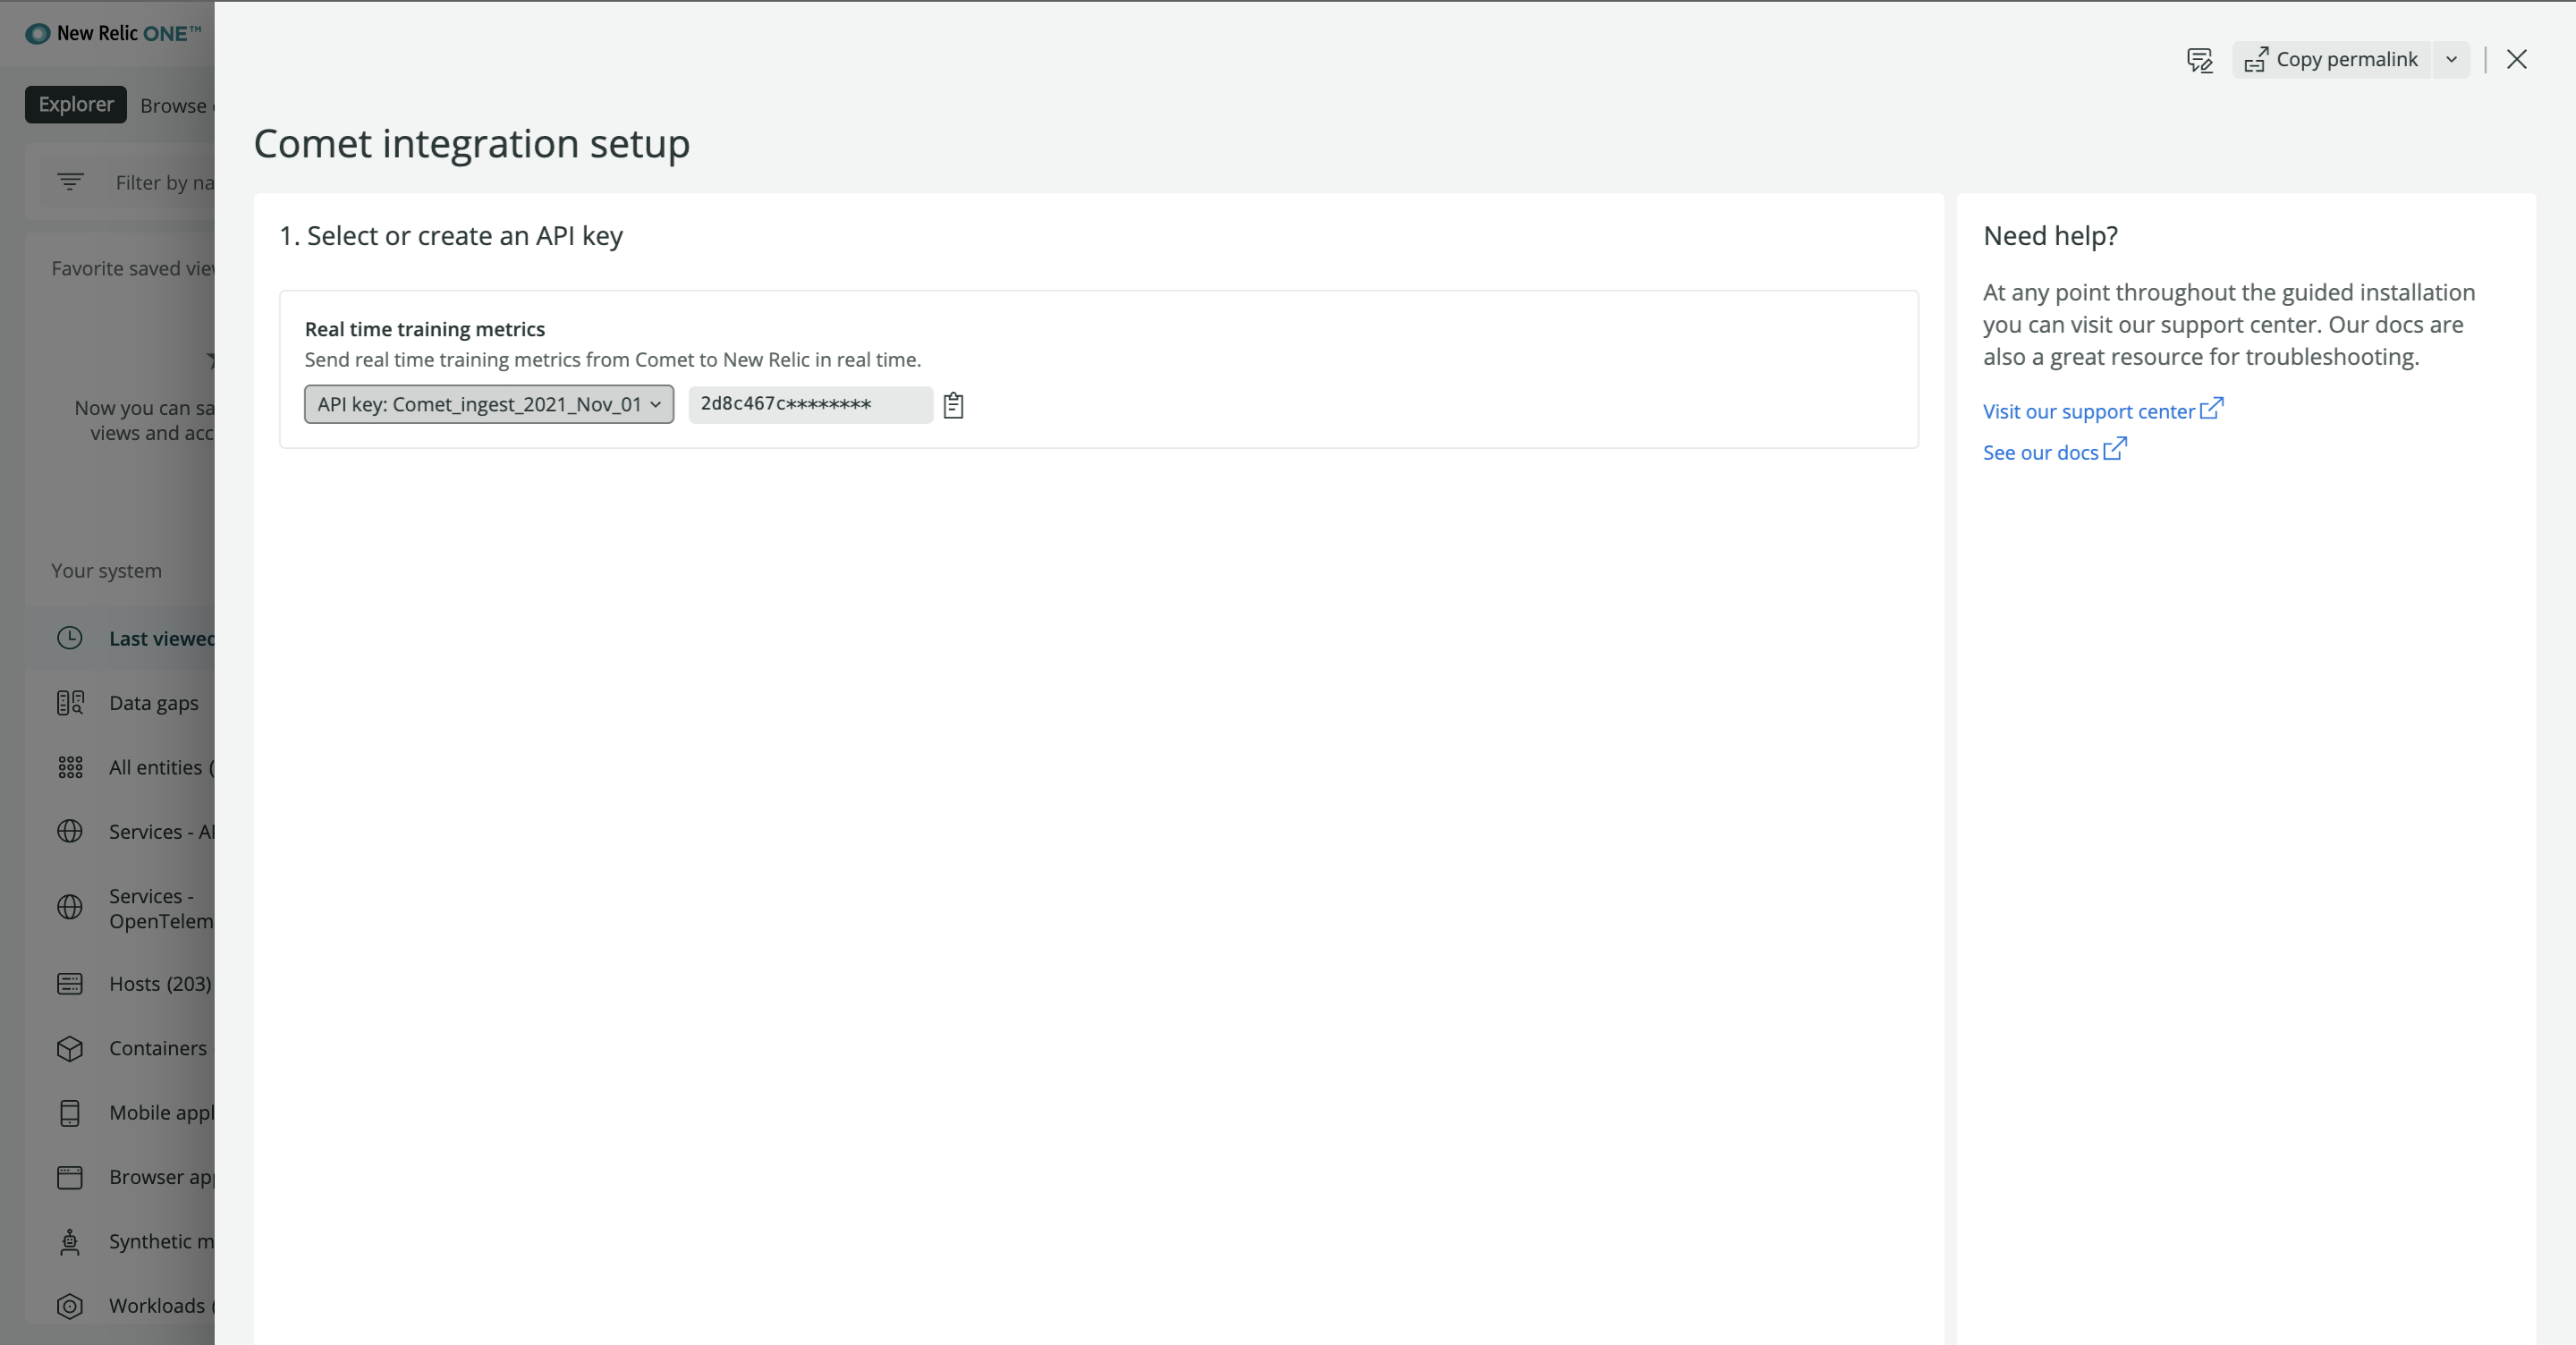 New Relic ONE™
Explorer
Browse
Filter by na
Favorite saved vie
Now you can sa
views and acc
Your system
Last viewed
Data gaps
All entities (
Services - A
Services -
OpenTelem
Hosts (203)
Containers
Mobile appl
Browser app
Synthetic m
Workloads (
Copy permalink
Comet integration setup
1. Select or create an API key
Real time training metrics
Send real time training metrics from Comet to New Relic in real time.
API key: Comet_ingest_2021_Nov_01
2d8c467c********
Need help?
At any point throughout the guided installation
you can visit our support center. Our docs are
also a great resource for troubleshooting.
Visit our support center
See our docs